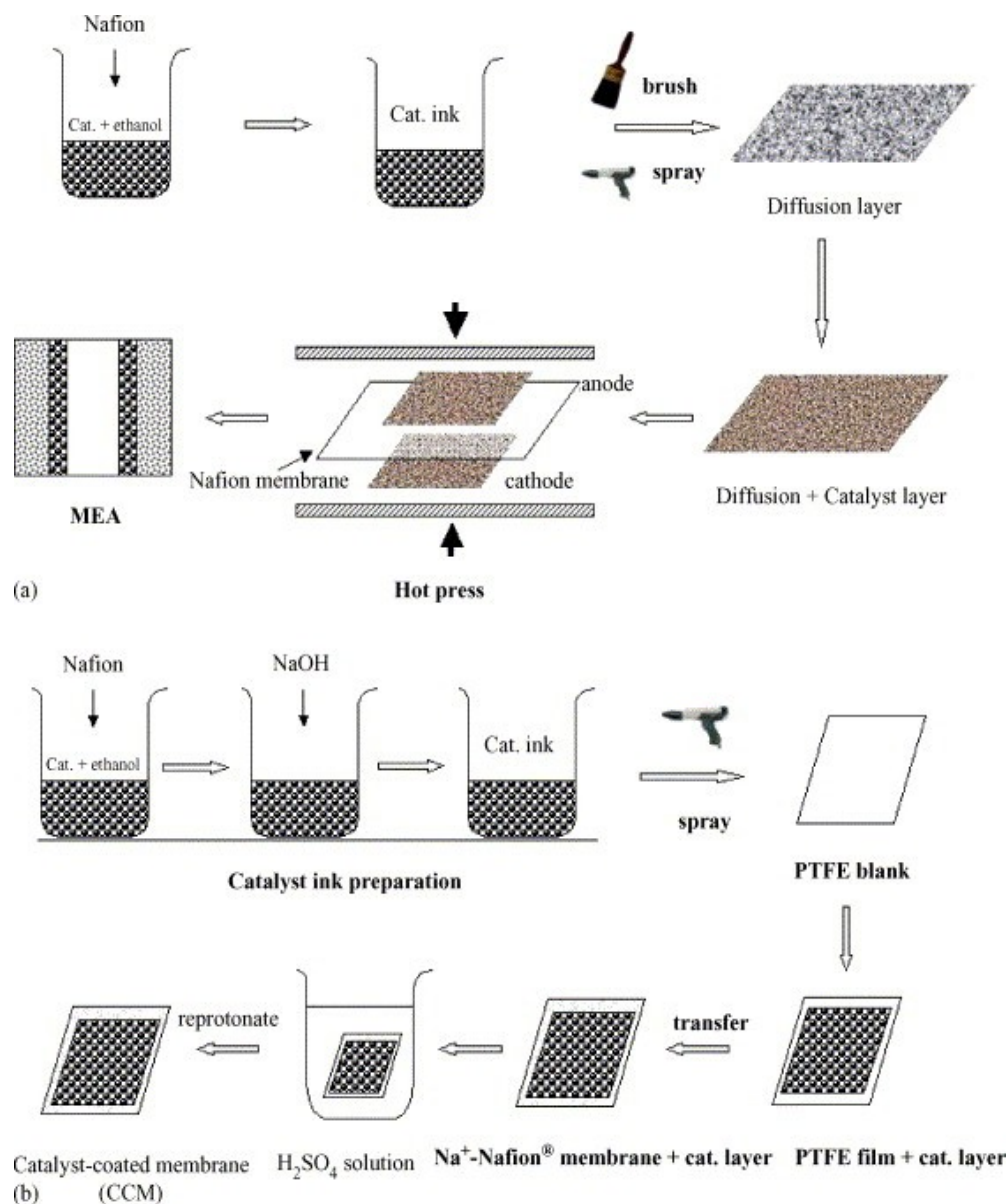 Nafion
Cat. + ethanol
Cat. ink
brush
spray
Diffusion layer
anode
Nafion membrane
cathode
MEA
Diffusion + Catalyst layer
Hot press
(a)
Nafion
NaOH
Cat. + ethanol
Cat. ink
spray
Catalyst ink preparation
PTFE blank
reprotonate
transfer
Catalyst-coated membrane
(CCM)
H₂SO₄ solution
Na⁺-Nafion® membrane + cat. layer
PTFE film + cat. layer
(b)